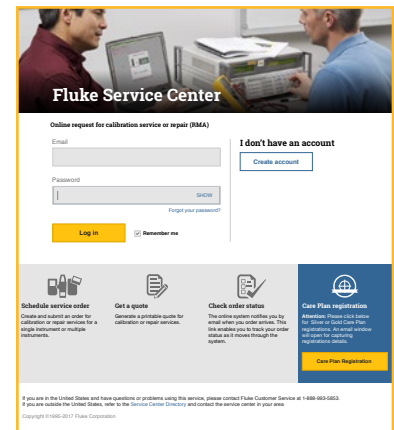 Fluke Service Center
Online request for calibration service or repair (RMA)
Email
Password
SHOW
Forgot your password?
Log in
Remember me
I don't have an account
Create account
Schedule service order
Create and submit an order for
calibration or repair services for a
single instrument or multiple
instruments.
Get a quote
Generate a printable quote for
calibration or repair services.
Check order status
The online system notifies you by
email when your order arrives. This
link enables you to track your order
status as it moves through the
system.
Care Plan registration
Attention: Please click below
for Silver or Gold Care Plan
registrations. An email window
will open for capturing
registrations details.
Care Plan Registration
If you are in the United States and have questions or problems using this service, please contact Fluke Customer Service at 1-888-993-5853.
If you are outside the United States, refer to the Service Center Directory and contact the service center in your area
Copyright ©1995-2017 Fluke Corporation